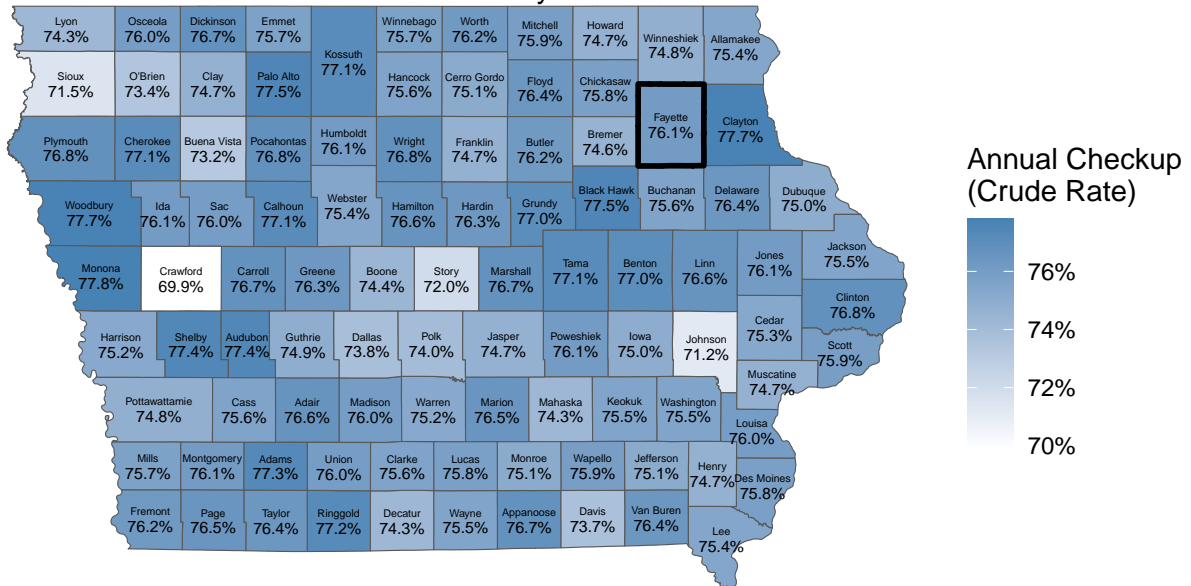 Lyon
74.3%
Osceola
76.0%
Dickinson
76.7%
Emmet
75.7%
Kossuth
77.1%
Winnebago
75.7%
Worth
76.2%
Mitchell
75.9%
Howard
74.7%
Winneshiek
74.8%
Allamakee
75.4%
Sioux
71.5%
O'Brien
73.4%
Clay
74.7%
Palo Alto
77.5%
Hancock
75.6%
Cerro Gordo
75.1%
Floyd
76.4%
Chickasaw
75.8%
Fayette
76.1%
Clayton
77.7%
Plymouth
76.8%
Cherokee
77.1%
Buena Vista
73.2%
Pocahontas
76.8%
Humboldt
76.1%
Wright
76.8%
Franklin
74.7%
Butler
76.2%
Bremer
74.6%
Woodbury
77.7%
Ida
76.1%
Sac
76.0%
Calhoun
77.1%
Webster
75.4%
Hamilton
76.6%
Hardin
76.3%
Grundy
77.0%
Black Hawk
77.5%
Buchanan
75.6%
Delaware
76.4%
Dubuque
75.0%
Monona
77.8%
Crawford
69.9%
Carroll
76.7%
Greene
76.3%
Boone
74.4%
Story
72.0%
Marshall
76.7%
Tama
77.1%
Benton
77.0%
Linn
76.6%
Jones
76.1%
Jackson
75.5%
Clinton
76.8%
Harrison
75.2%
Shelby
77.4%
Audubon
77.4%
Guthrie
74.9%
Dallas
73.8%
Polk
74.0%
Jasper
74.7%
Poweshiek
76.1%
Iowa
75.0%
Johnson
71.2%
Cedar
75.3%
Scott
75.9%
Muscatine
74.7%
Pottawattamie
74.8%
Cass
75.6%
Adair
76.6%
Madison
76.0%
Warren
75.2%
Marion
76.5%
Mahaska
74.3%
Keokuk
75.5%
Washington
75.5%
Louisa
76.0%
Mills
75.7%
Montgomery
76.1%
Adams
77.3%
Union
76.0%
Clarke
75.6%
Lucas
75.8%
Monroe
75.1%
Wapello
75.9%
Jefferson
75.1%
Henry
74.7%
Des Moines
75.8%
Fremont
76.2%
Page
76.5%
Taylor
76.4%
Ringgold
77.2%
Decatur
74.3%
Wayne
75.5%
Appanoose
76.7%
Davis
73.7%
Van Buren
76.4%
Lee
75.4%
Annual Checkup
(Crude Rate)
76%
74%
72%
70%